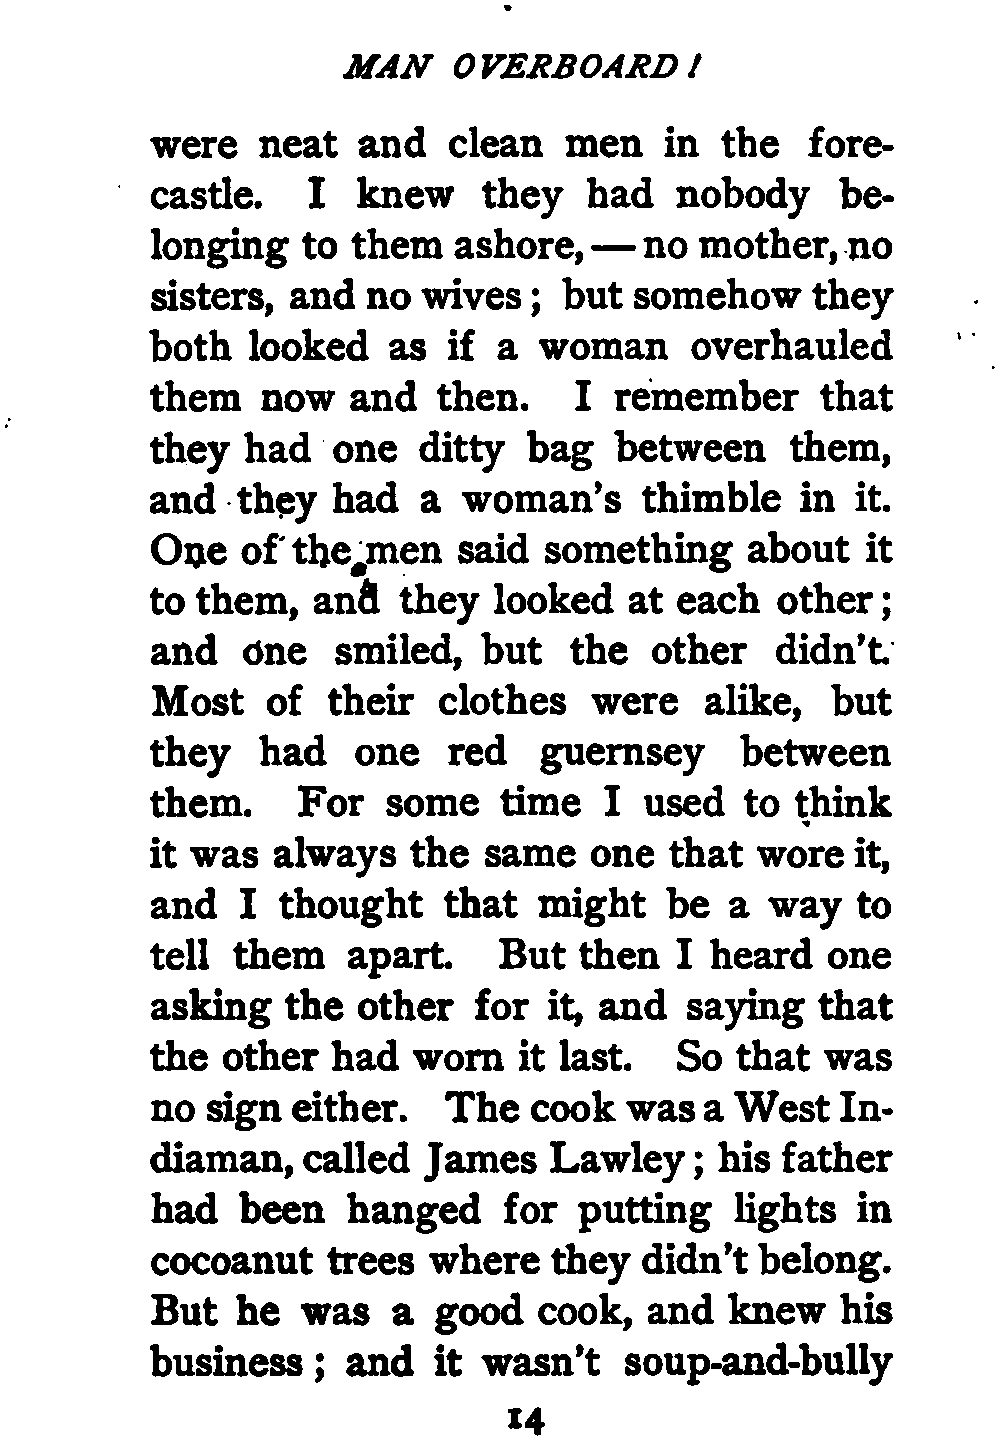 MAN OVERBOARD!
were neat and clean men in the fore-
castle. I knew they had nobody be-
longing to them ashore,—no mother, no
sisters, and no wives; but somehow they
both looked as if a woman overhauled
them now and then. I remember that
they had one ditty bag between them,
and they had a woman's thimble in it.
One of the men said something about it
to them, and they looked at each other;
and one smiled, but the other didn't.
Most of their clothes were alike, but
they had one red guernsey between
them. For some time I used to think
it was always the same one that wore it,
and I thought that might be a way to
tell them apart. But then I heard one
asking the other for it, and saying that
the other had worn it last. So that was
no sign either. The cook was a West In-
diaman, called James Lawley; his father
had been hanged for putting lights in
cocoanut trees where they didn't belong.
But he was a good cook, and knew his
business; and it wasn't soup-and-bully
14